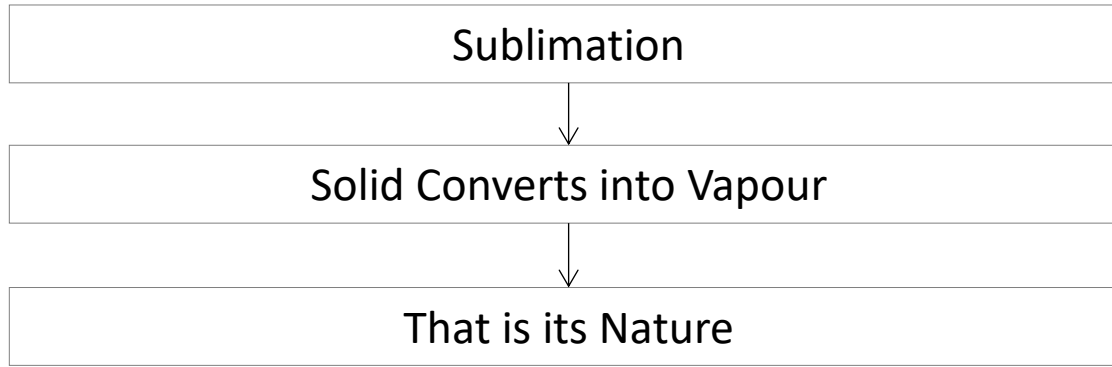 Sublimation
Solid Converts into Vapour
That is its Nature